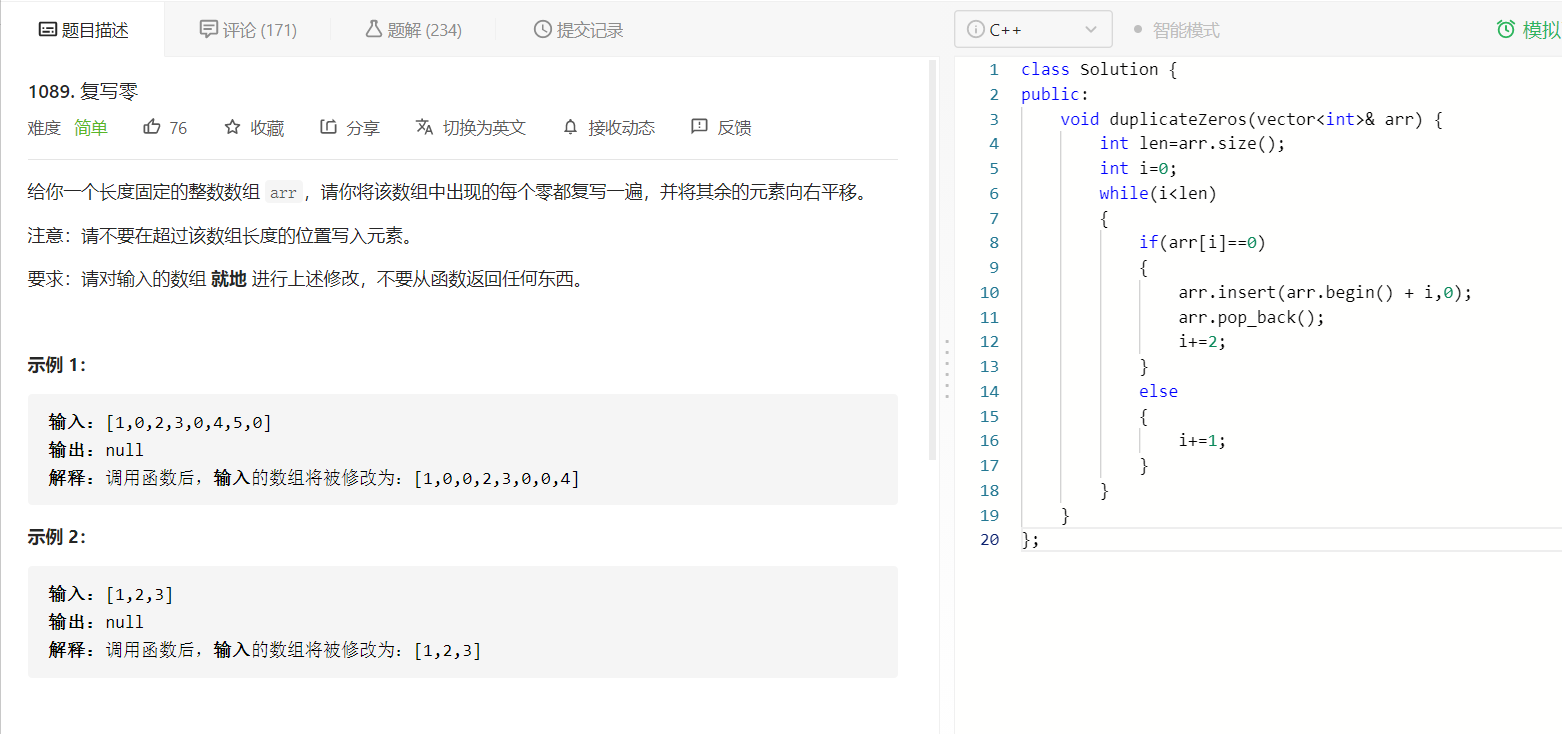 题目描述 评论 (171) 题解 (234) 提交记录
1089. 复写零
难度 简单 76 收藏 分享 切换为英文 接收动态 反馈
给你一个长度固定的整数数组 arr，请你将该数组中出现的每个零都复写一遍，并将其余的元素向右平移。
注意：请不要在超过该数组长度的位置写入元素。
要求：请对输入的数组 就地 进行上述修改，不要从函数返回任何东西。
示例 1：
输入：[1,0,2,3,0,4,5,0]
输出：null
解释：调用函数后，输入的数组将被修改为：[1,0,0,2,3,0,0,4]
示例 2：
输入：[1,2,3]
输出：null
解释：调用函数后，输入的数组将被修改为：[1,2,3]
C++ 智能模式 模拟
1 class Solution {
2 public:
3 void duplicateZeros(vector<int>& arr) {
4 int len=arr.size();
5 int i=0;
6 while(i<len)
7 {
8 if(arr[i]==0)
9 {
10 arr.insert(arr.begin() + i,0);
11 arr.pop_back();
12 i+=2;
13 }
14 else
15 {
16 i+=1;
17 }
18 }
19 }
20 };